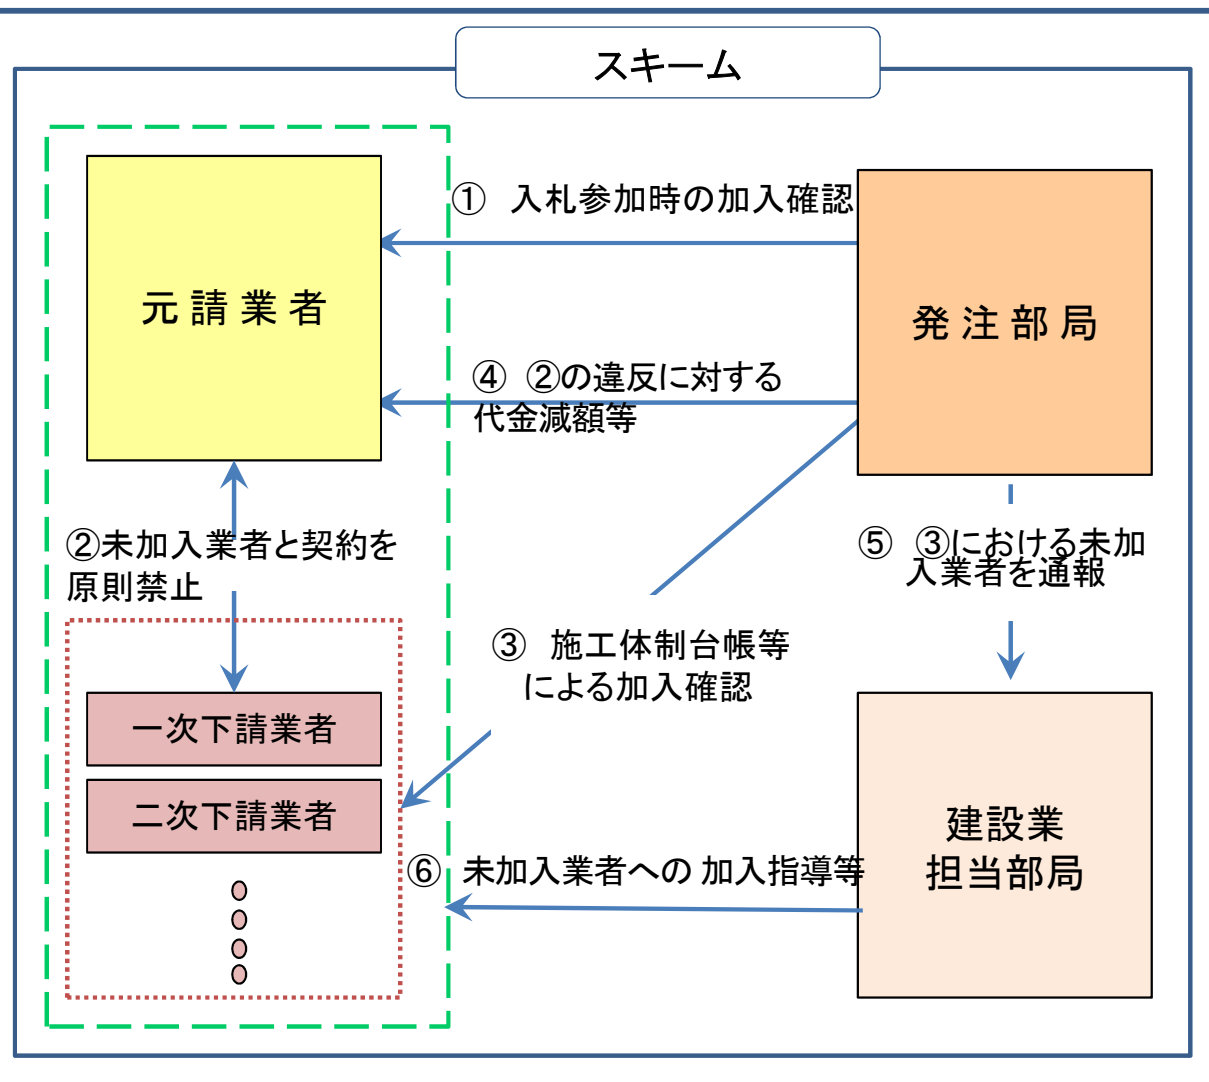 スキーム
① 入札参加時の加入確認
元請業者
発注部局
④ ②の違反に対する
代金減額等
②未加入業者と契約を
原則禁止
⑤ ③における未加
入業者を通報
③ 施工体制台帳等
による加入確認
一次下請業者
二次下請業者
建設業
担当部局
⑥ 未加入業者への 加入指導等